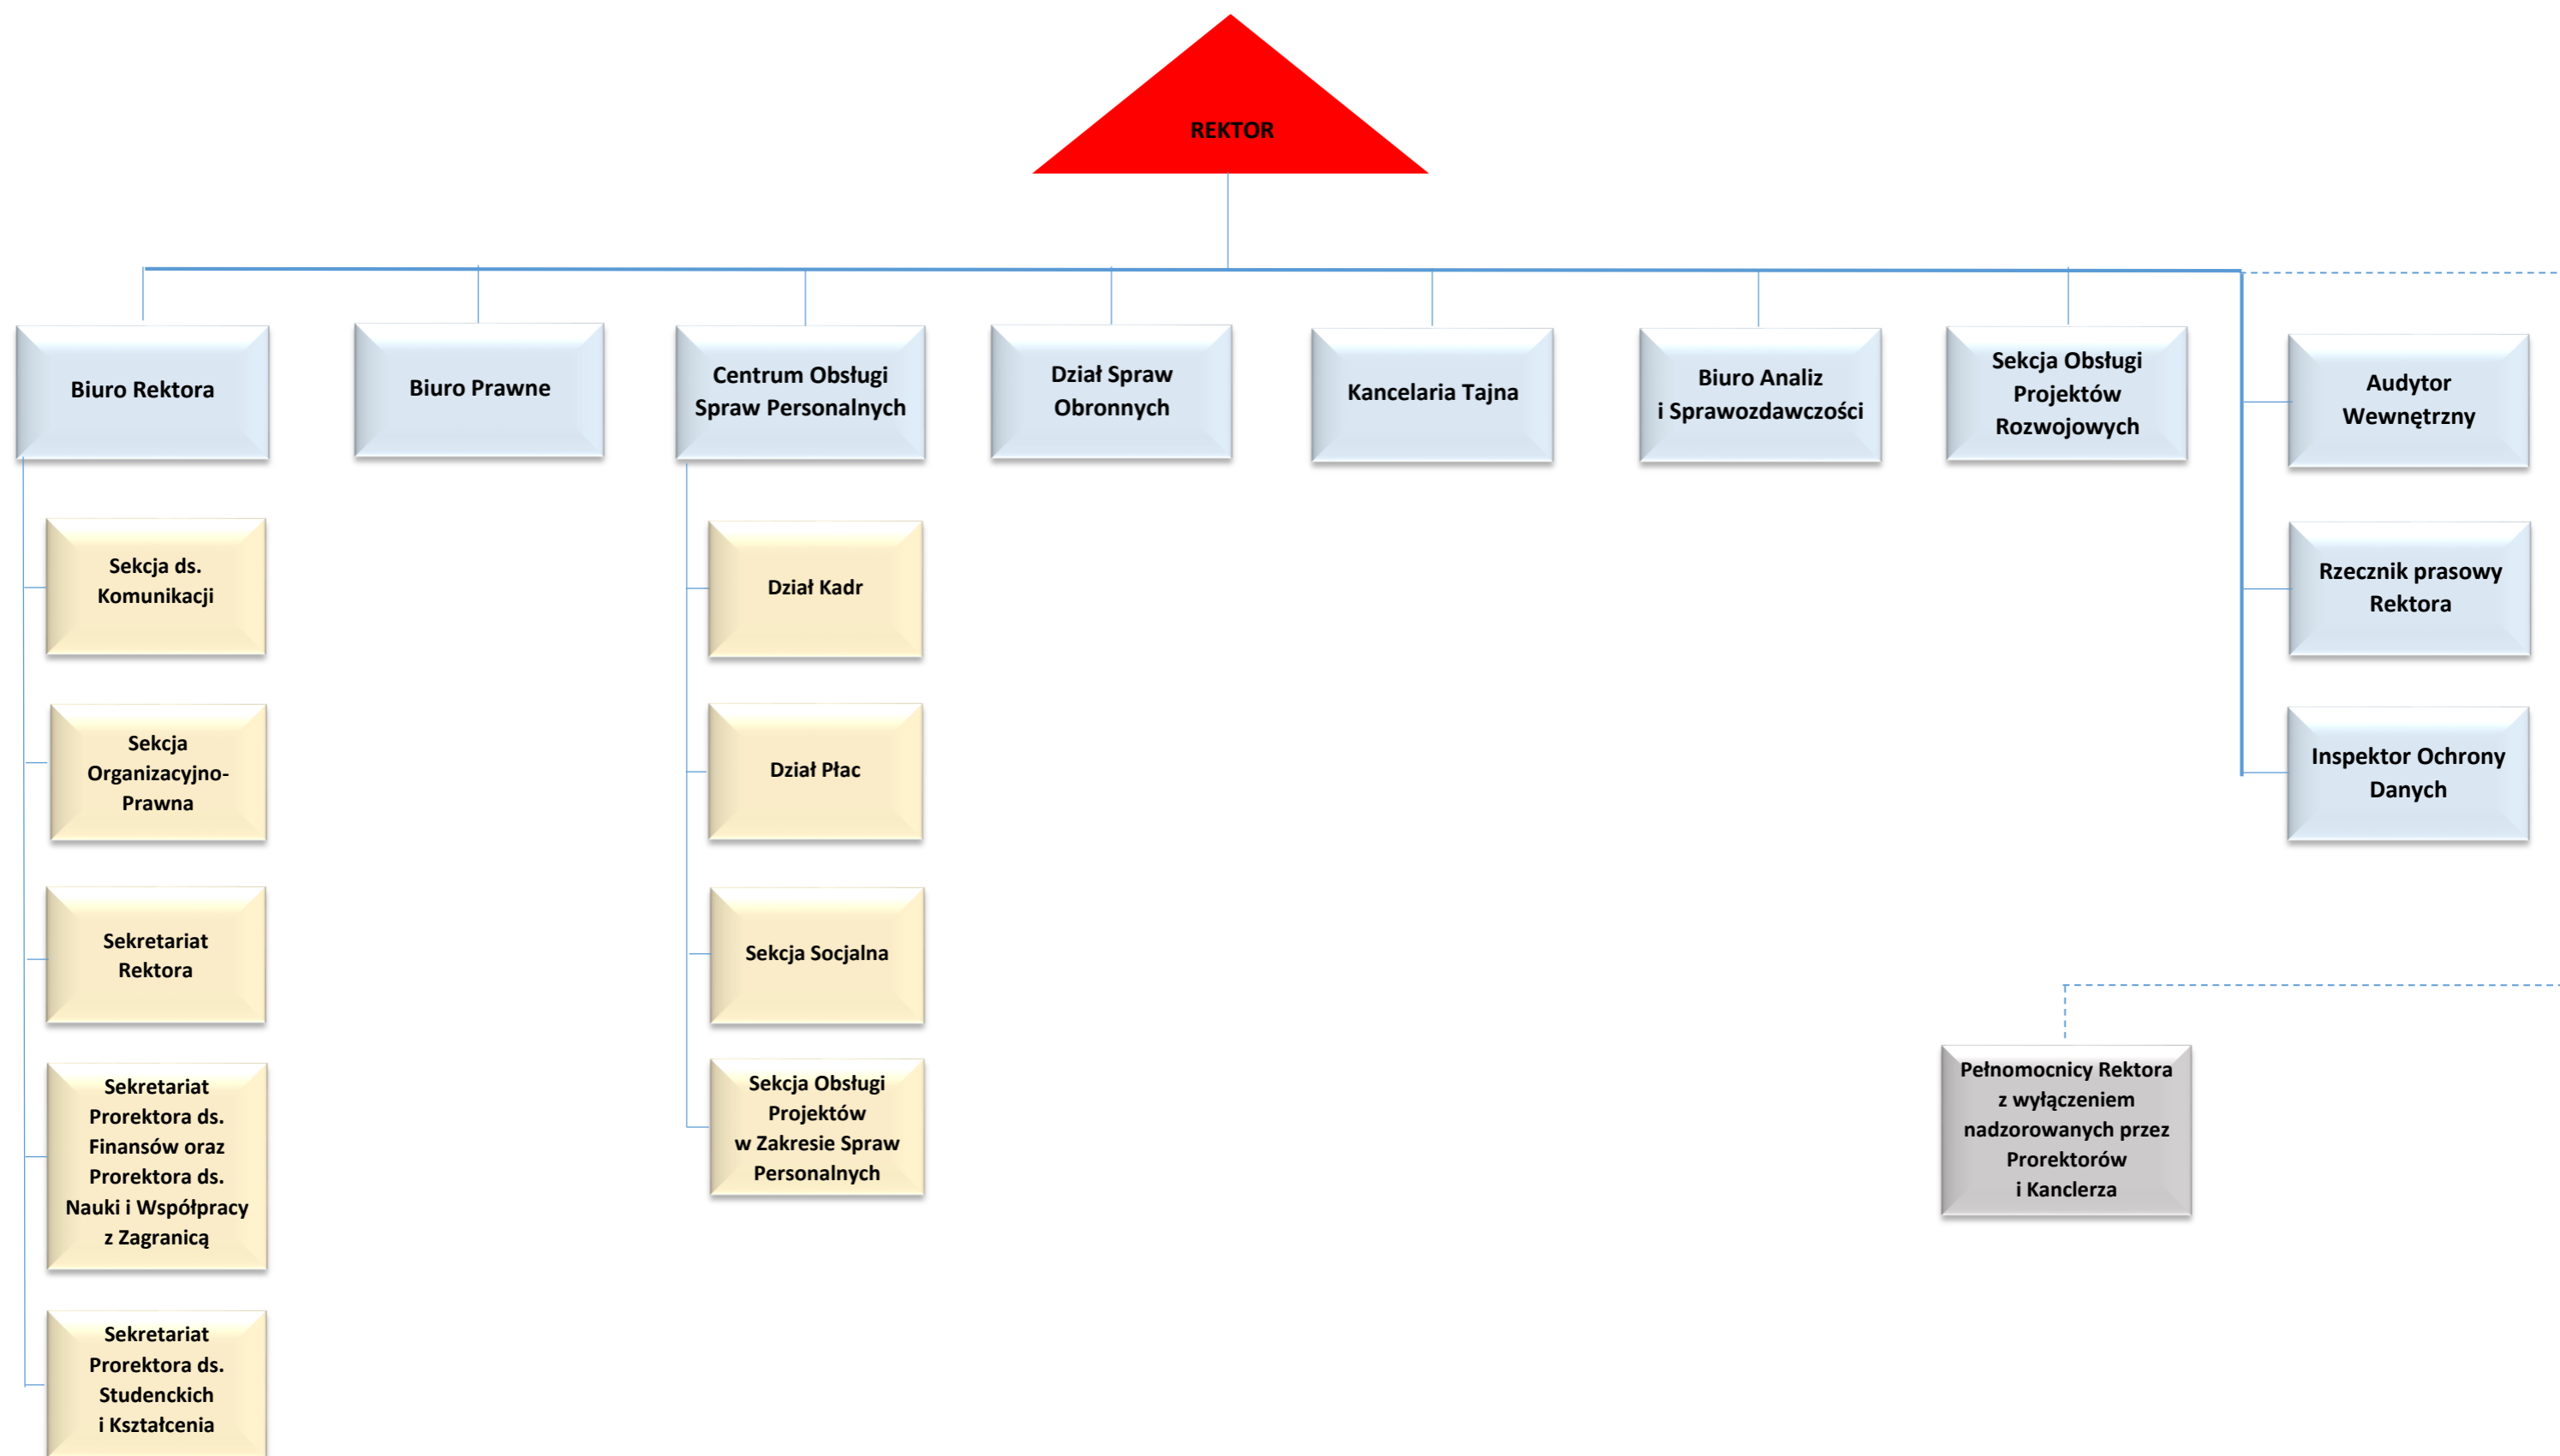 REKTOR
Biuro Rektora
Biuro Prawne
Centrum Obsługi
Spraw Personalnych
Dział Spraw
Obronnych
Kancelaria Tajna
Biuro Analiz
i Sprawozdawczości
Sekcja Obsługi
Projektów
Rozwojowych
Audytor
Wewnętrzny
Sekcja ds.
Komunikacji
Dział Kadr
Rzecznik prasowy
Rektora
Sekcja
Organizacyjno-
Prawna
Dział Płac
Inspektor Ochrony
Danych
Sekretariat
Rektora
Sekcja Socjalna
Sekretariat
Prorektora ds.
Finansów oraz
Prorektora ds.
Nauki i Współpracy
z Zagranicą
Sekcja Obsługi
Projektów
w Zakresie Spraw
Personalnych
Pełnomocnicy Rektora
z wyłączeniem
nadzorowanych przez
Prorektorów
i Kanclerza
Sekretariat
Prorektora ds.
Studenckich
i Kształcenia